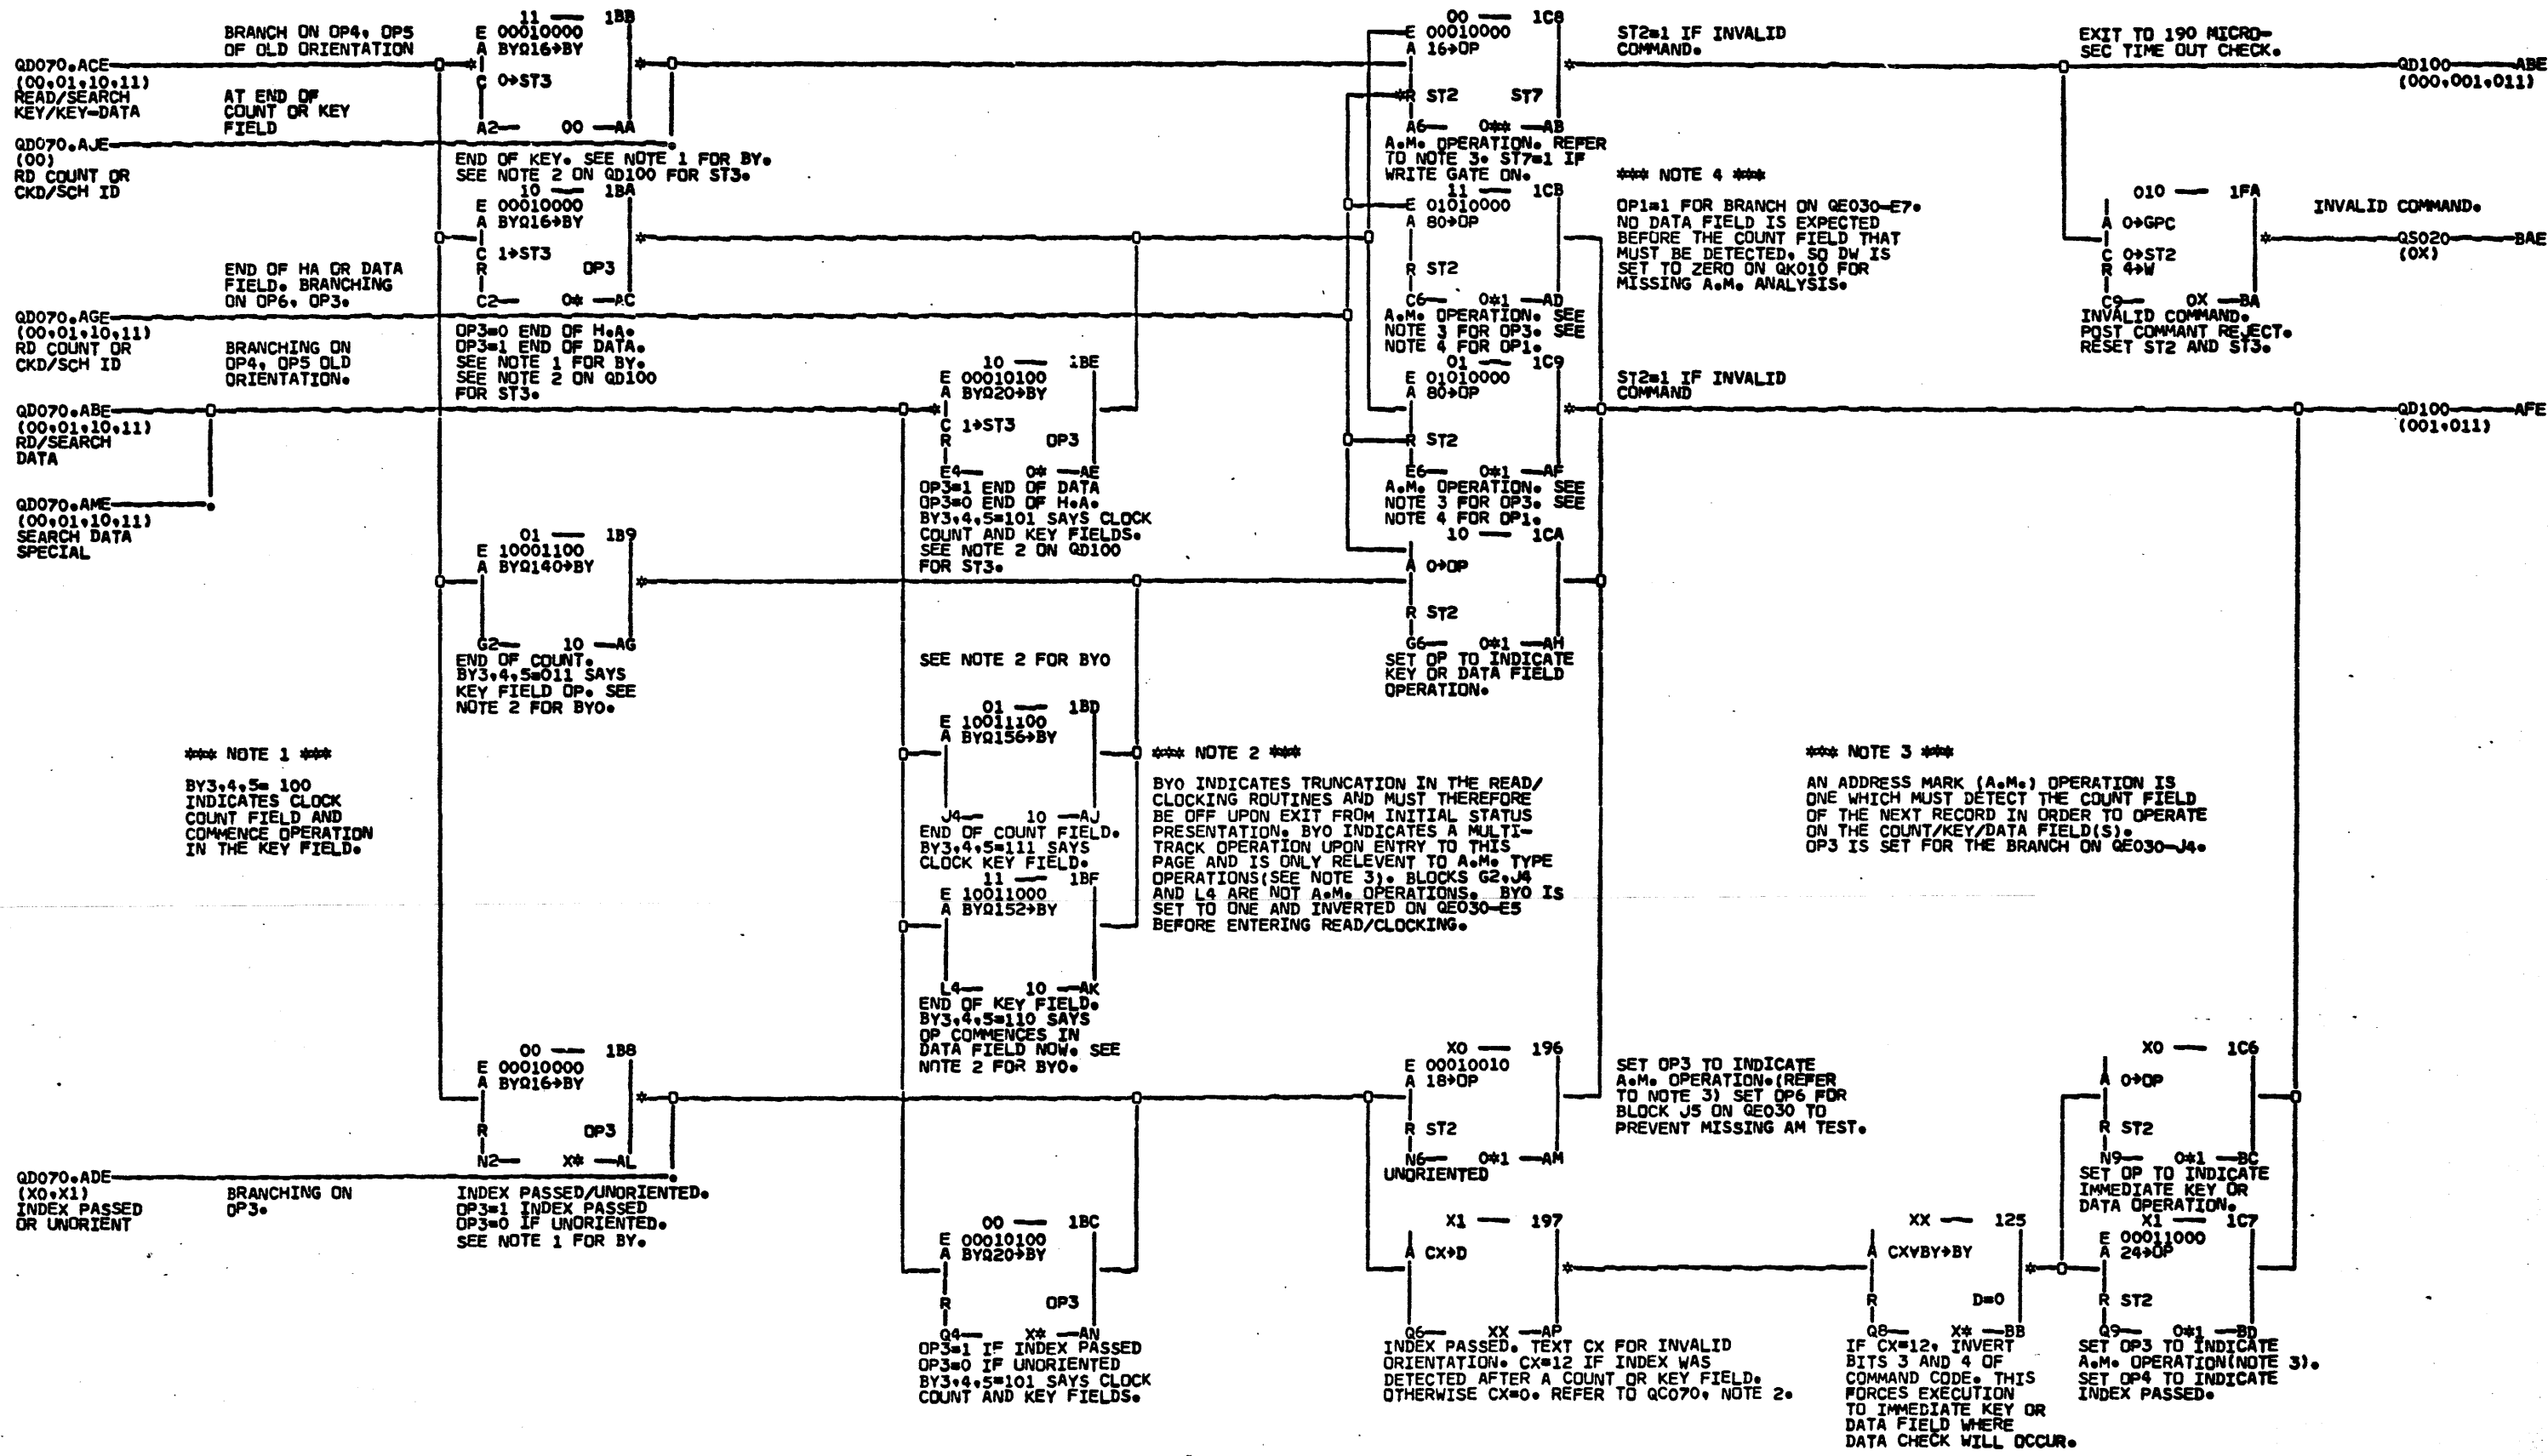 QD070.ACE
(00,01,10,11)
READ/SEARCH
KEY/KEY-DATA
BRANCH ON OP4, OP5
OF OLD ORIENTATION
AT END OF
COUNT OR KEY
FIELD
QD070.AJE
(00)
RD COUNT OR
CKD/SCH ID
11 — 1BB
E 00010000
A BYΩ16→BY
C 0→ST3
A2— 00 —AA
END OF KEY. SEE NOTE 1 FOR BY.
SEE NOTE 2 ON QD100 FOR ST3.
10 — 1BA
E 00010000
A BYΩ16→BY
C 1→ST3
R OP3
C2— 0* —AC
OP3=0 END OF H.A.
OP3=1 END OF DATA.
SEE NOTE 1 FOR BY.
SEE NOTE 2 ON QD100
FOR ST3.
END OF HA OR DATA
FIELD. BRANCHING
ON OP6, OP3.
QD070.AGE
(00,01,10,11)
RD COUNT OR
CKD/SCH ID
BRANCHING ON
OP4, OP5 OLD
ORIENTATION.
QD070.ABE
(00,01,10,11)
RD/SEARCH
DATA
QD070.AME
(00,01,10,11)
SEARCH DATA
SPECIAL
01 — 1B9
E 10001100
A BYΩ140→BY
G2— 10 —AG
END OF COUNT.
BY3,4,5=011 SAYS
KEY FIELD OP. SEE
NOTE 2 FOR BY0.
*** NOTE 1 ***
BY3,4,5= 100
INDICATES CLOCK
COUNT FIELD AND
COMMENCE OPERATION
IN THE KEY FIELD.
00 — 1B8
E 00010000
A BYΩ16→BY
R OP3
N2— X* —AL
INDEX PASSED/UNORIENTED.
OP3=1 INDEX PASSED
OP3=0 IF UNORIENTED.
SEE NOTE 1 FOR BY.
QD070.ADE
(X0,X1)
INDEX PASSED
OR UNORIENT
BRANCHING ON
OP3.
10 — 1BE
E 00010100
A BYΩ20→BY
C 1→ST3
R OP3
E4— 0* —AE
OP3=1 END OF DATA
OP3=0 END OF H.A.
BY3,4,5=101 SAYS CLOCK
COUNT AND KEY FIELDS.
SEE NOTE 2 ON QD100
FOR ST3.
SEE NOTE 2 FOR BY0
01 — 1BD
E 10011100
A BYΩ156→BY
J4— 10 —AJ
END OF COUNT FIELD.
BY3,4,5=111 SAYS
CLOCK KEY FIELD.
11 — 1BF
E 10011000
A BYΩ152→BY
L4— 10 —AK
END OF KEY FIELD.
BY3,4,5=110 SAYS
OP COMMENCES IN
DATA FIELD NOW. SEE
NOTE 2 FOR BY0.
00 — 1BC
E 00010100
A BYΩ20→BY
R OP3
Q4— X* —AN
OP3=1 IF INDEX PASSED
OP3=0 IF UNORIENTED
BY3,4,5=101 SAYS CLOCK
COUNT AND KEY FIELDS.
*** NOTE 2 ***
BY0 INDICATES TRUNCATION IN THE READ/
CLOCKING ROUTINES AND MUST THEREFORE
BE OFF UPON EXIT FROM INITIAL STATUS
PRESENTATION. BY0 INDICATES A MULTI-
TRACK OPERATION UPON ENTRY TO THIS
PAGE AND IS ONLY RELEVENT TO A.M. TYPE
OPERATIONS(SEE NOTE 3). BLOCKS G2,J4
AND L4 ARE NOT A.M. OPERATIONS. BY0 IS
SET TO ONE AND INVERTED ON QE030-E5
BEFORE ENTERING READ/CLOCKING.
00 — 1C8
E 00010000
A 16→OP
R ST2 ST7
A6— 0** —AB
A.M. OPERATION. REFER
TO NOTE 3. ST7=1 IF
WRITE GATE ON.
11 — 1CB
E 01010000
A 80→OP
R ST2
C6— 0*1 —AD
A.M. OPERATION. SEE
NOTE 3 FOR OP3. SEE
NOTE 4 FOR OP1.
01 — 1C9
E 01010000
A 80→OP
R ST2
E6— 0*1 —AF
A.M. OPERATION. SEE
NOTE 3 FOR OP3. SEE
NOTE 4 FOR OP1.
10 — 1CA
A 0→OP
R ST2
G6— 0*1 —AH
SET OP TO INDICATE
KEY OR DATA FIELD
OPERATION.
X0 — 196
E 00010010
A 18→OP
R ST2
N6— 0*1 —AM
UNORIENTED
X1 — 197
A CX→D
Q6— XX —AP
INDEX PASSED. TEXT CX FOR INVALID
ORIENTATION. CX=12 IF INDEX WAS
DETECTED AFTER A COUNT OR KEY FIELD.
OTHERWISE CX=0. REFER TO QC070, NOTE 2.
ST2=1 IF INVALID
COMMAND.
*** NOTE 4 ***
OP1=1 FOR BRANCH ON QE030-E7.
NO DATA FIELD IS EXPECTED
BEFORE THE COUNT FIELD THAT
MUST BE DETECTED, SO DW IS
SET TO ZERO ON QK010 FOR
MISSING A.M. ANALYSIS.
ST2=1 IF INVALID
COMMAND
*** NOTE 3 ***
AN ADDRESS MARK (A.M.) OPERATION IS
ONE WHICH MUST DETECT THE COUNT FIELD
OF THE NEXT RECORD IN ORDER TO OPERATE
ON THE COUNT/KEY/DATA FIELD(S).
OP3 IS SET FOR THE BRANCH ON QE030-J4.
SET OP3 TO INDICATE
A.M. OPERATION.(REFER
TO NOTE 3) SET OP6 FOR
BLOCK J5 ON QE030 TO
PREVENT MISSING AM TEST.
XX — 125
A CX∀BY→BY
R D=0
Q8— X* —BB
IF CX=12, INVERT
BITS 3 AND 4 OF
COMMAND CODE. THIS
FORCES EXECUTION
TO IMMEDIATE KEY OR
DATA FIELD WHERE
DATA CHECK WILL OCCUR.
EXIT TO 190 MICRO-
SEC TIME OUT CHECK.
QD100 — ABE
(000,001,011)
010 — 1FA
A 0→GPC
C 0→ST2
R 4→W
C9— 0X —BA
INVALID COMMAND.
POST COMMANT REJECT.
RESET ST2 AND ST3.
INVALID COMMAND.
QS020 — BAE
(0X)
QD100 — AFE
(001,011)
X0 — 1C6
A 0→OP
R ST2
N9— 0*1 —BC
SET OP TO INDICATE
IMMEDIATE KEY OR
DATA OPERATION.
X1 — 1C7
E 00011000
A 24→OP
R ST2
Q9— 0*1 —BD
SET OP3 TO INDICATE
A.M. OPERATION(NOTE 3).
SET OP4 TO INDICATE
INDEX PASSED.